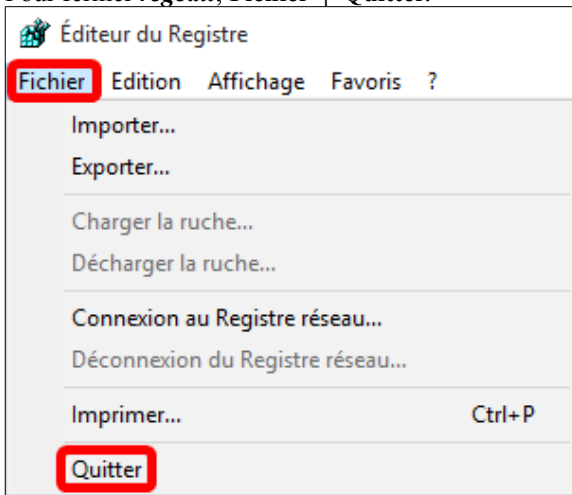 Éditeur du Registre
Fichier Edition Affichage Favoris ?
Importer...
Exporter...
Charger la ruche...
Décharger la ruche...
Connexion au Registre réseau...
Déconnexion du Registre réseau...
Imprimer... Ctrl+P
Quitter